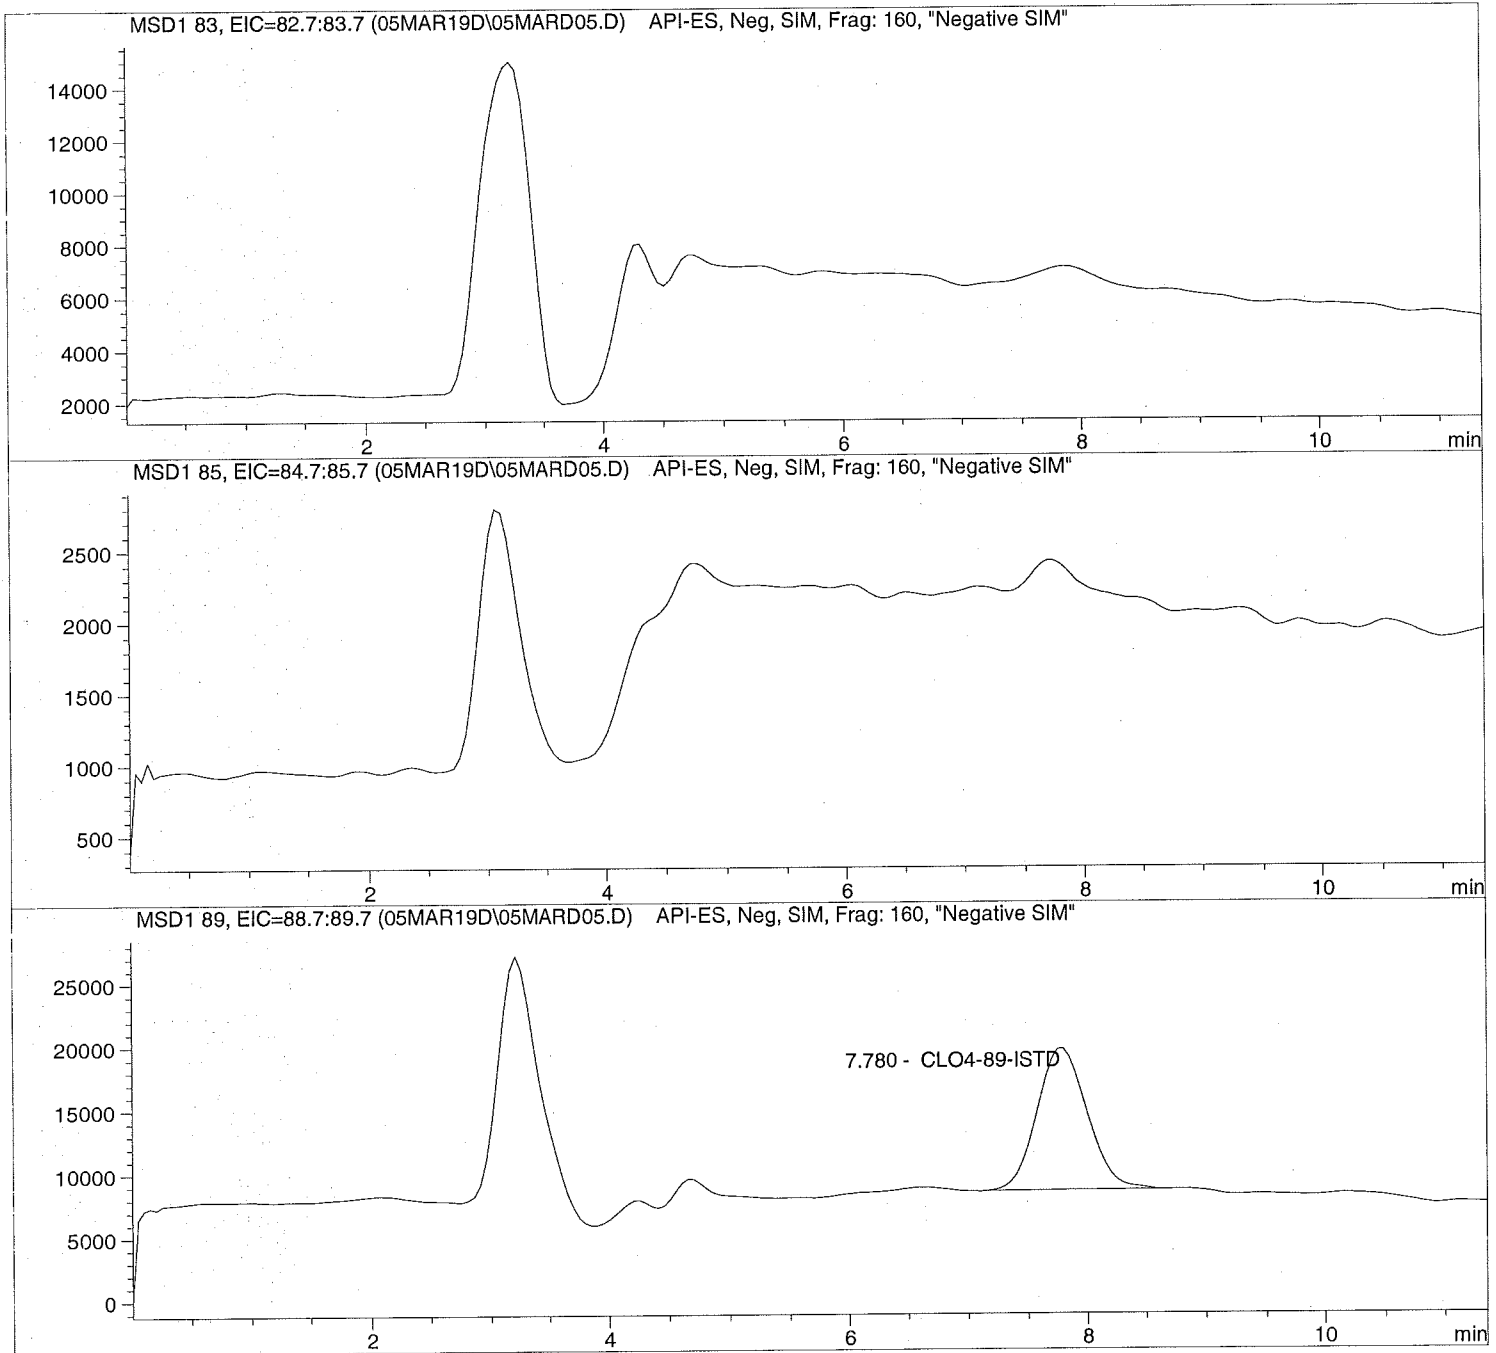 MSD1 83, EIC=82.7:83.7 (05MAR19D\05MARD05.D) API-ES, Neg, SIM, Frag: 160, "Negative SIM"
14000
12000
10000
8000
6000
4000
2000
2 4 6 8 10 min
MSD1 85, EIC=84.7:85.7 (05MAR19D\05MARD05.D) API-ES, Neg, SIM, Frag: 160, "Negative SIM"
2500
2000
1500
1000
500
2 4 6 8 10 min
MSD1 89, EIC=88.7:89.7 (05MAR19D\05MARD05.D) API-ES, Neg, SIM, Frag: 160, "Negative SIM"
25000
20000
7.780 - CLO4-89-ISTD
15000
10000
5000
0
2 4 6 8 10 min